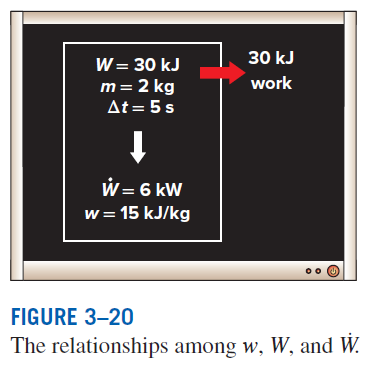 W = 30 kJ
m = 2 kg
Δt = 5 s
30 kJ
work
Ẇ = 6 kW
w = 15 kJ/kg
FIGURE 3–20
The relationships among w, W, and Ẇ.